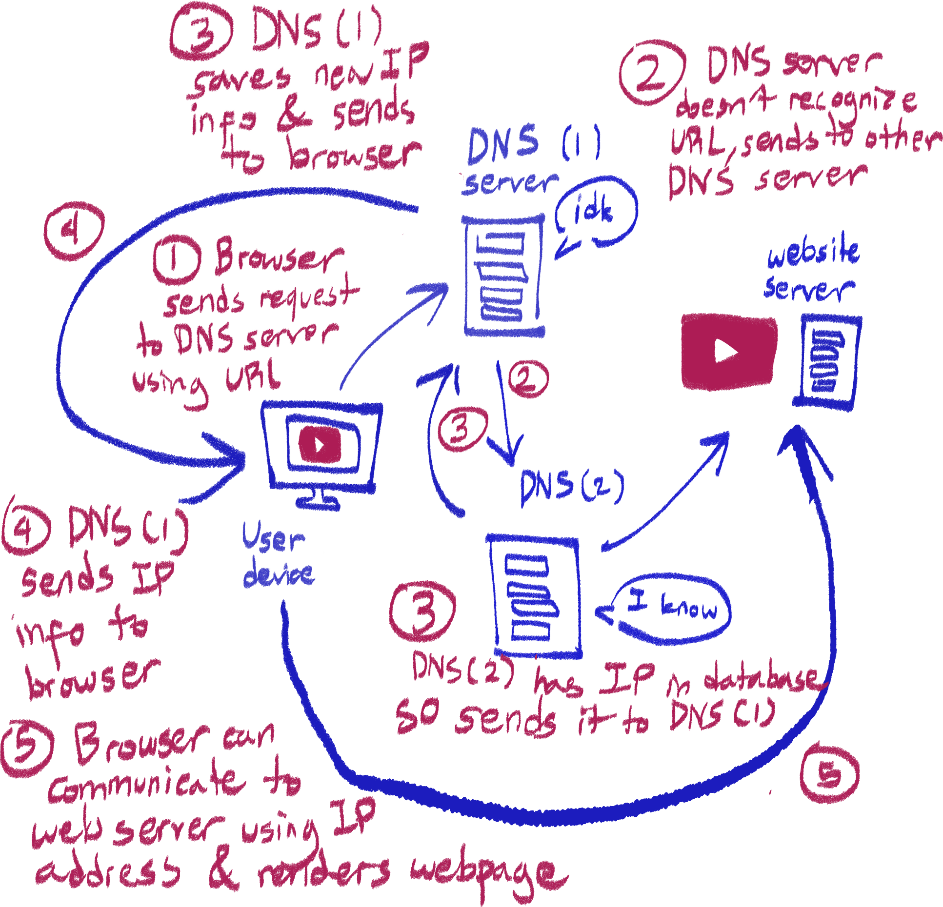 ③ DNS (1)
saves new IP
info & sends
to browser
② DNS server
doesn't recognize
URL, sends to other
DNS server
DNS (1)
server
idk
④
① Browser
sends request
to DNS server
using URL
website
server
②
③
DNS (2)
④ DNS (1)
sends IP
info to
browser
User
device
I know
③
DNS (2) has IP in database
so sends it to DNS (1)
⑤ Browser can
communicate to
web server using IP
address & renders webpage
⑤